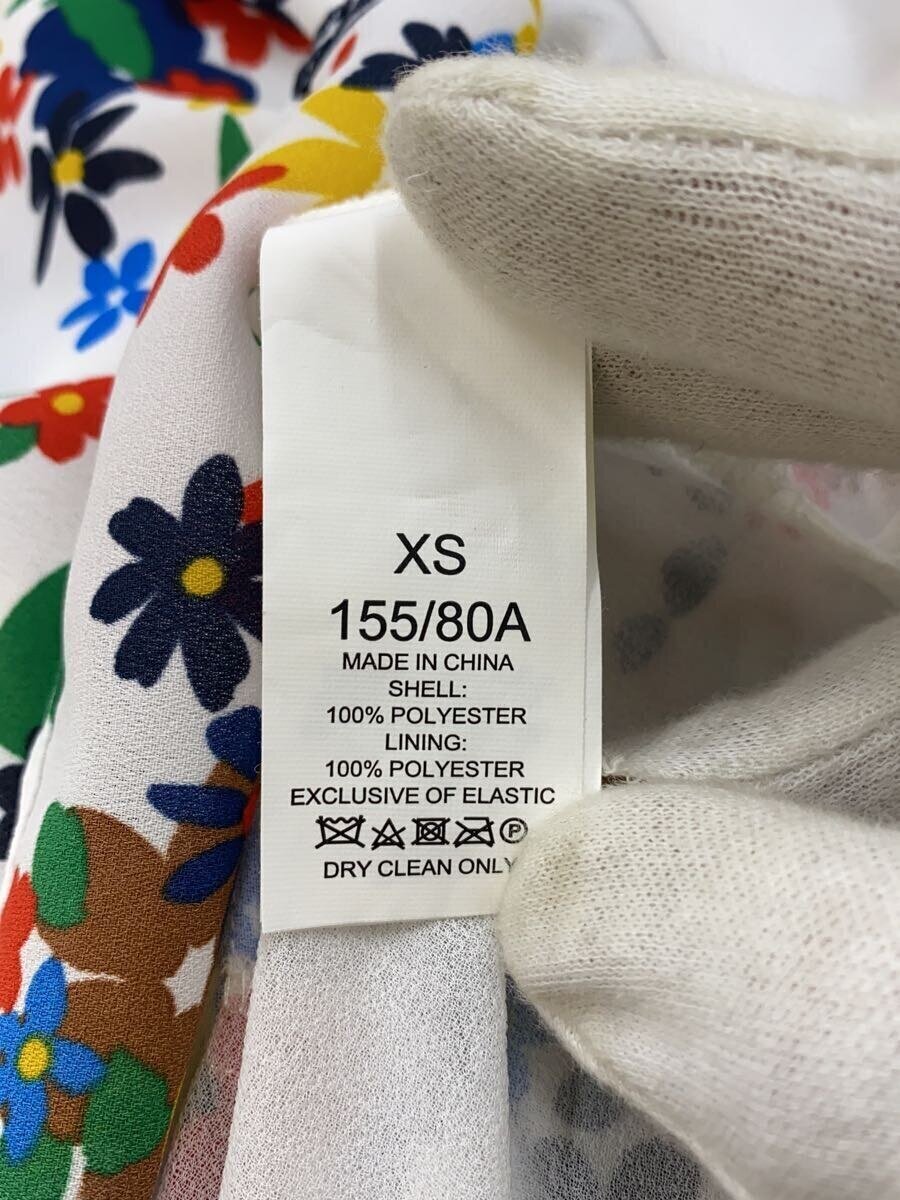 XS
155/80A
MADE IN CHINA
SHELL:
100% POLYESTER
LINING:
100% POLYESTER
EXCLUSIVE OF ELASTIC
P
DRY CLEAN ONLY